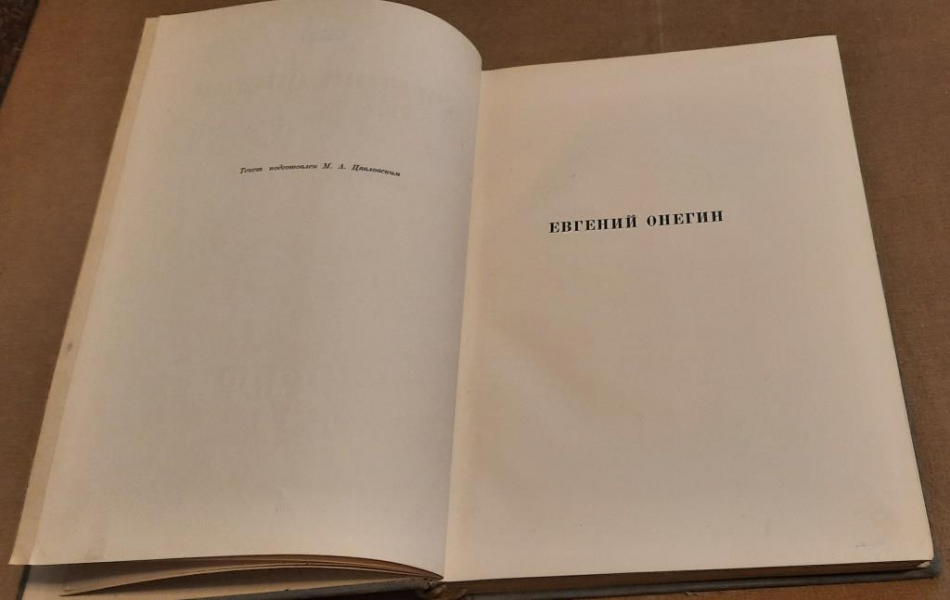 Текст подготовлен М. А. Цявловским
ЕВГЕНИЙ ОНЕГИН